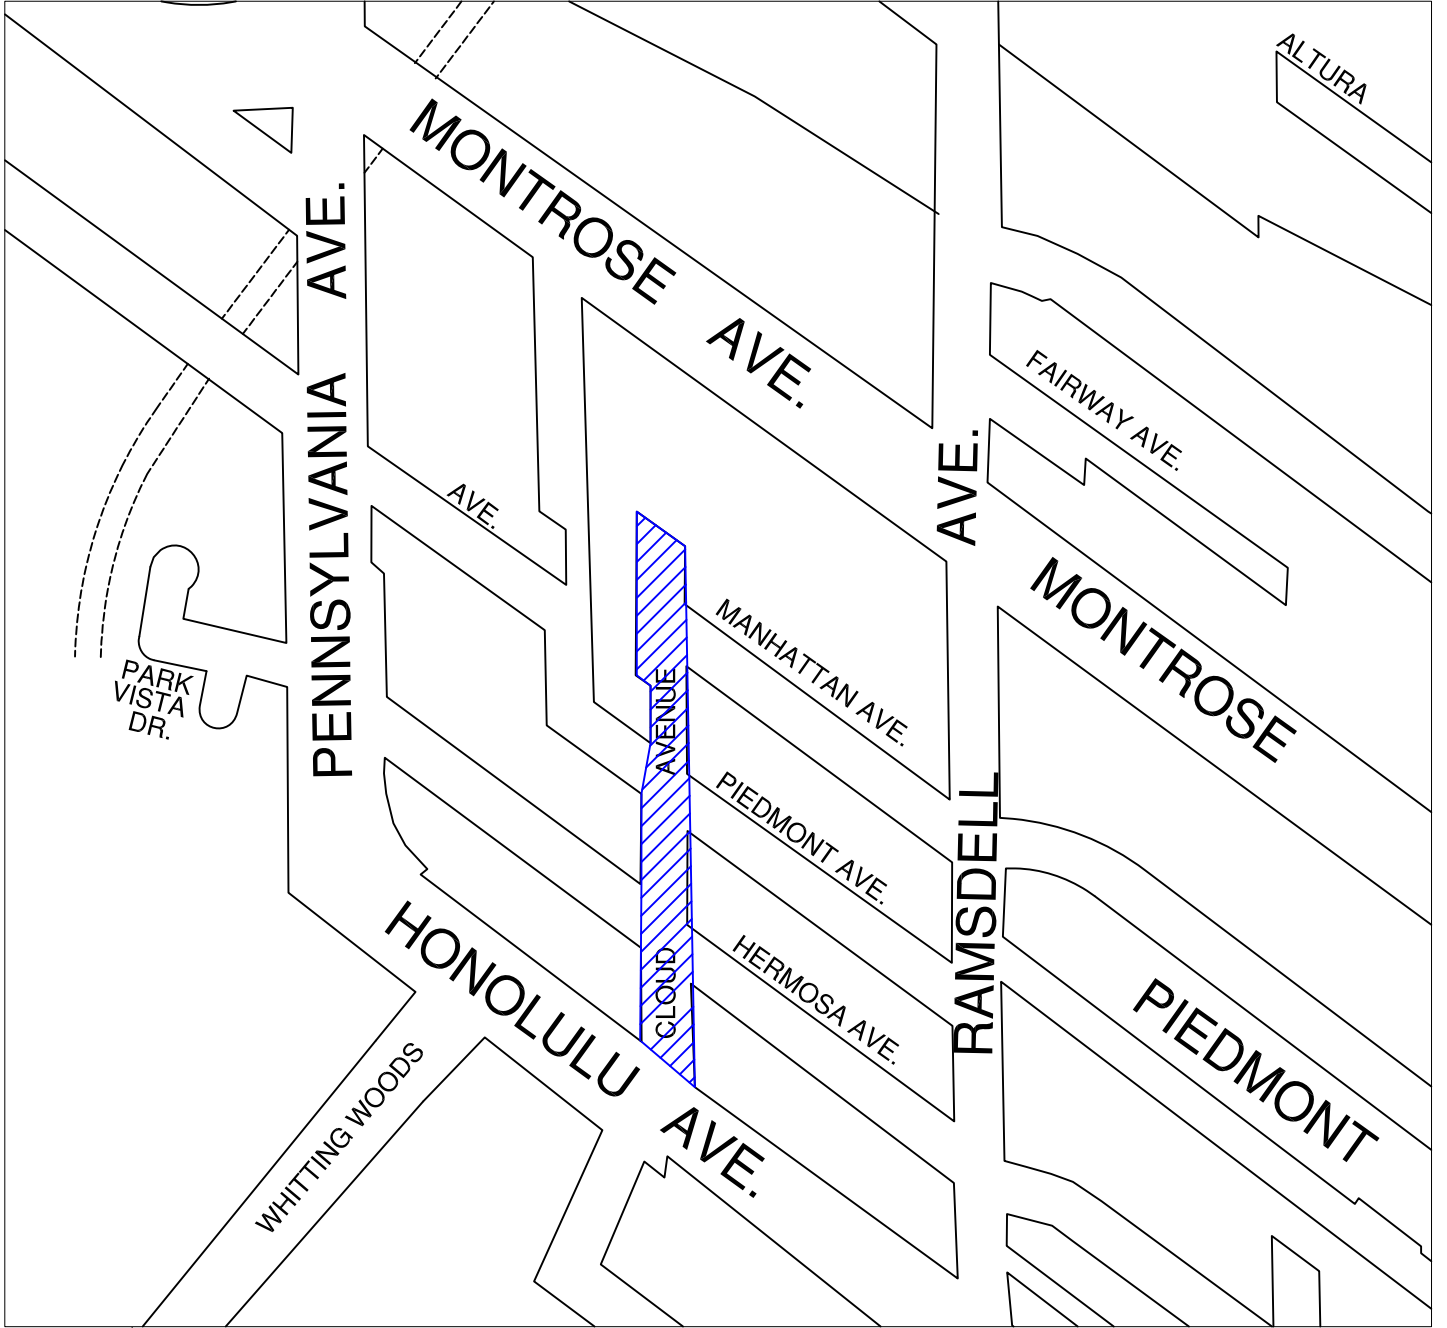 ALTURA
MONTROSE AVE.
PENNSYLVANIA AVE.
FAIRWAY AVE.
AVE.
MONTROSE
MANHATTAN AVE.
PARK
VISTA
DR.
CLOUD AVENUE
PIEDMONT AVE.
RAMSDELL AVE.
HERMOSA AVE.
HONOLULU AVE.
PIEDMONT
WHITTING WOODS